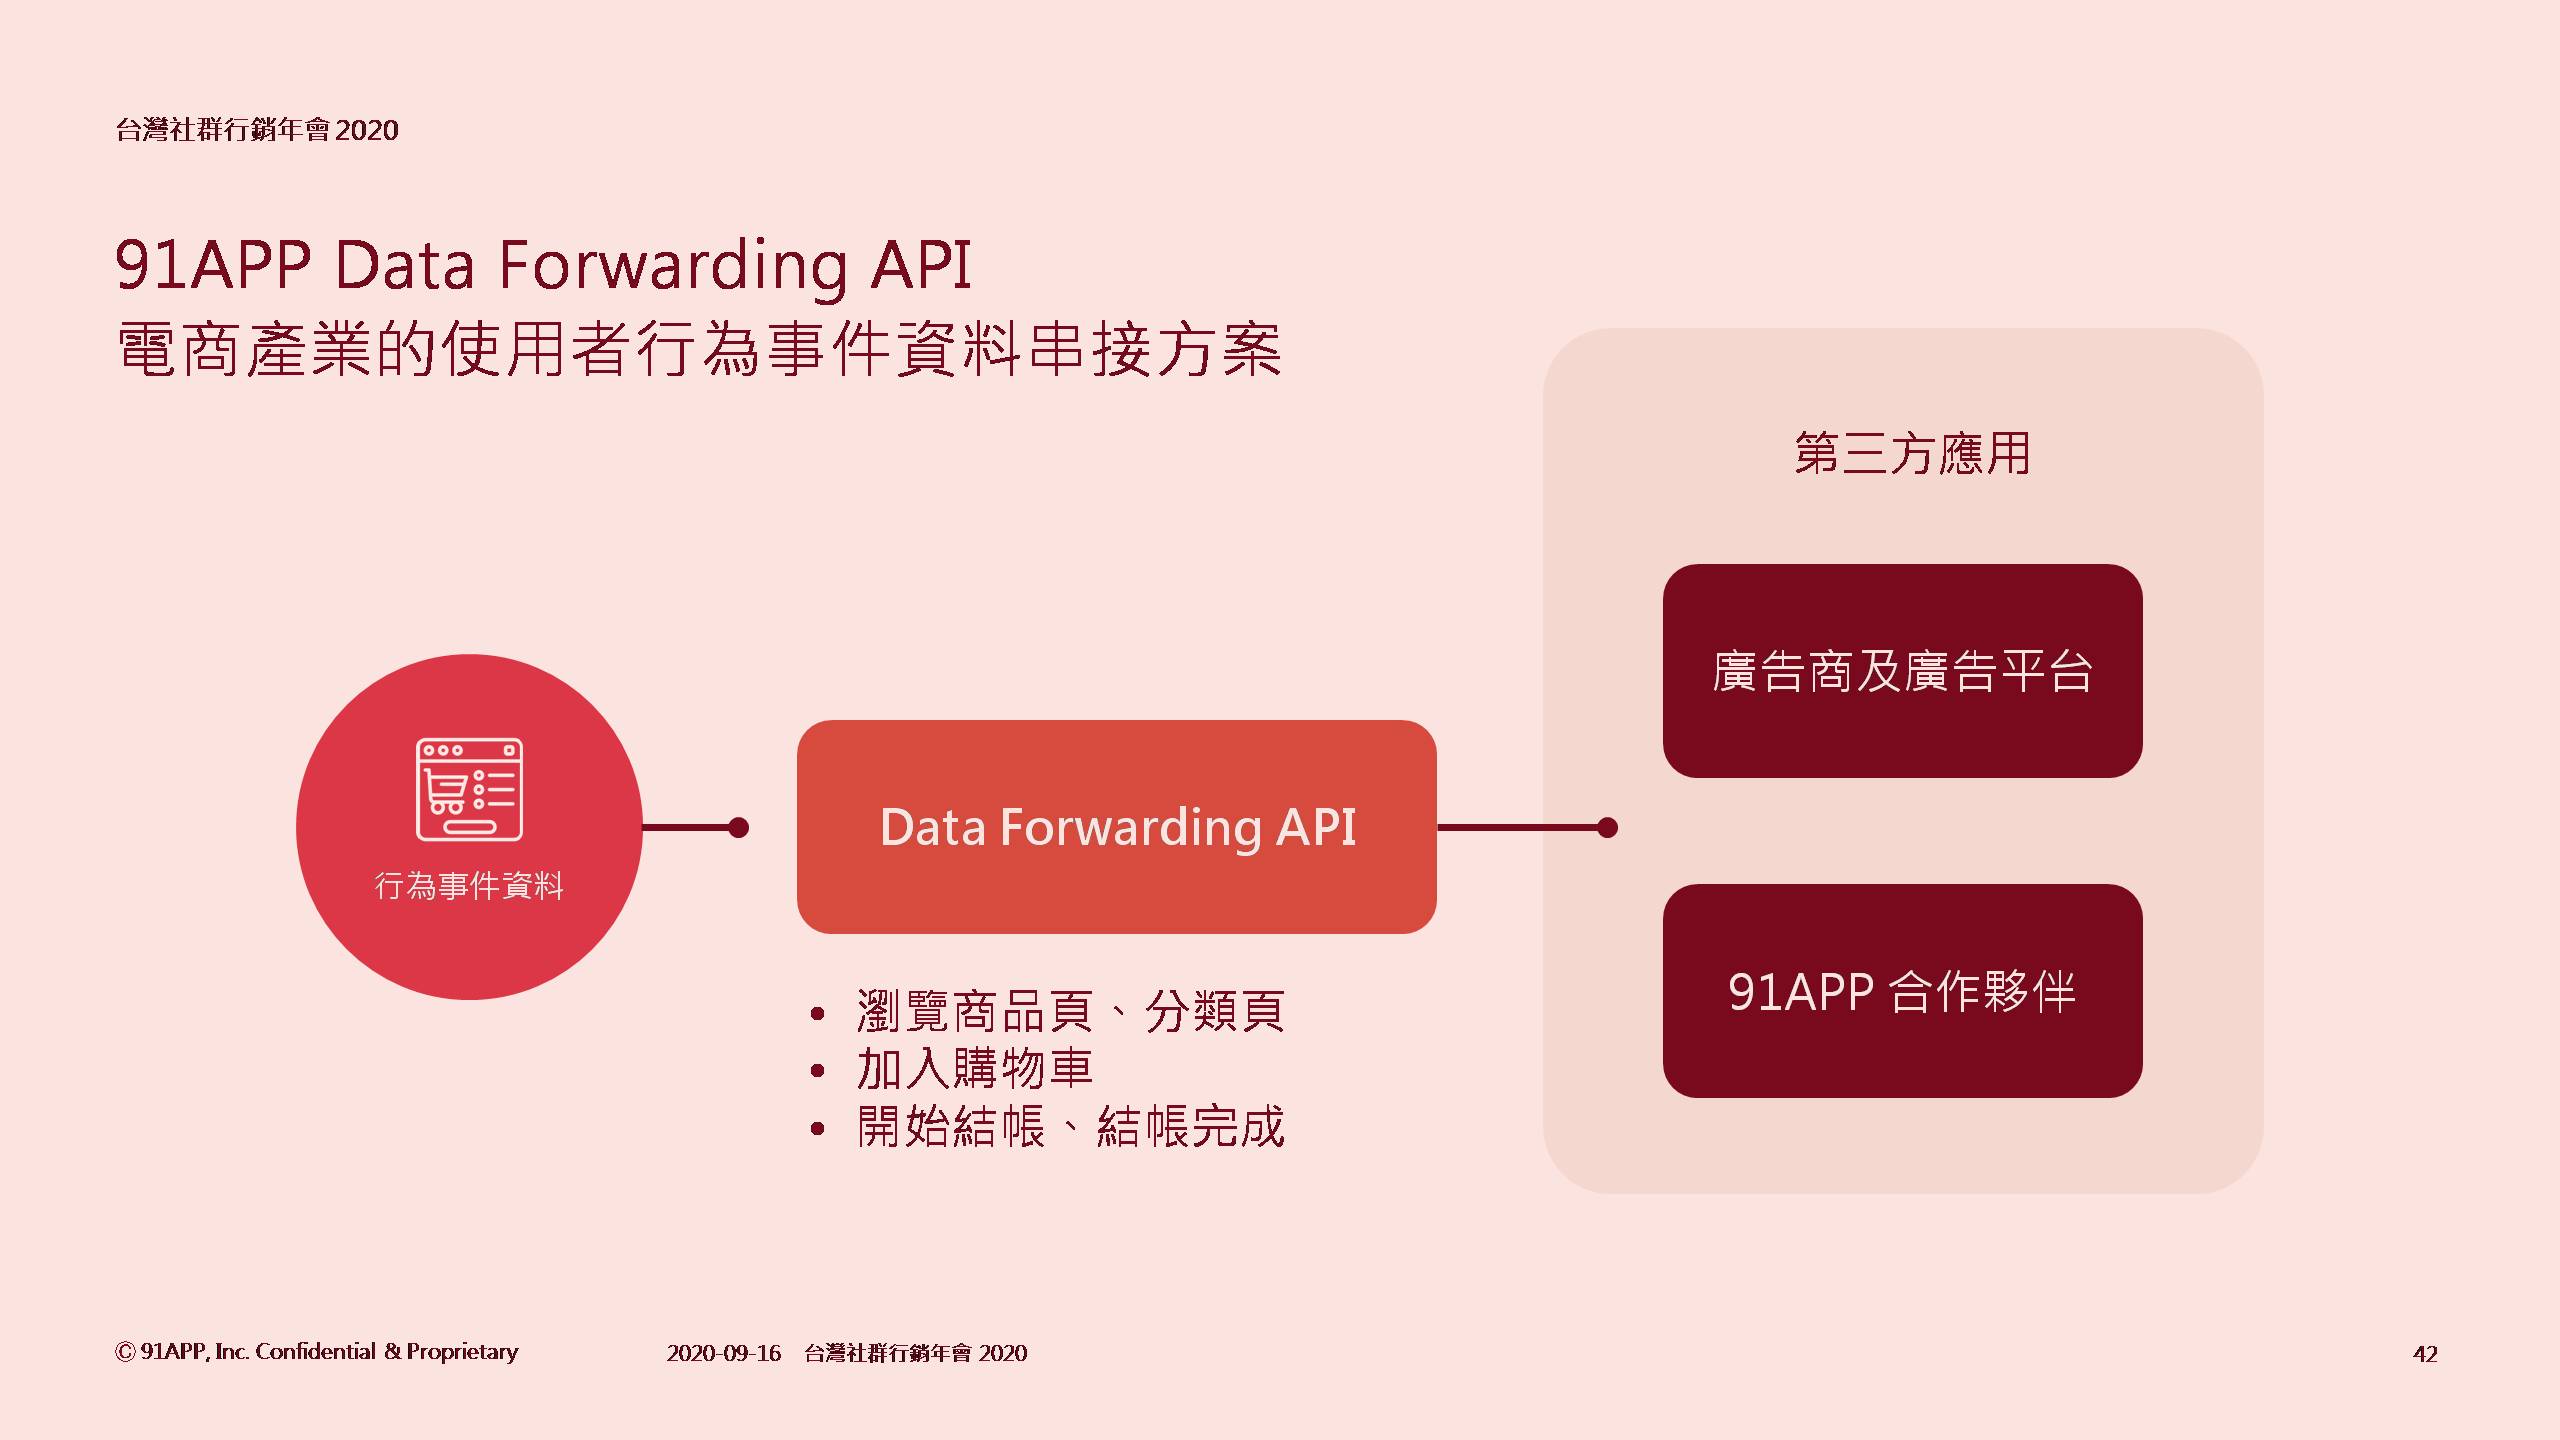 台灣社群行銷年會 2020
91APP Data Forwarding API
電商產業的使用者行為事件資料串接方案
第三方應用
廣告商及廣告平台
行為事件資料
Data Forwarding API
91APP 合作夥伴
• 瀏覽商品頁、分類頁
• 加入購物車
• 開始結帳、結帳完成
© 91APP, Inc. Confidential & Proprietary
2020-09-16 台灣社群行銷年會 2020
42